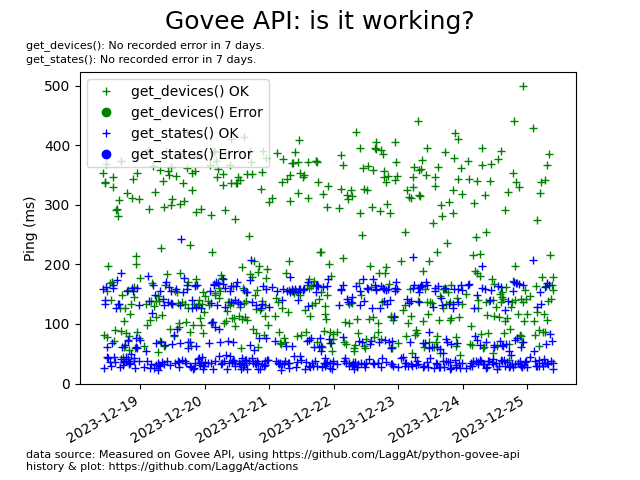 Govee API: is it working?
get_devices(): No recorded error in 7 days.
get_states(): No recorded error in 7 days.
500
400
300
200
100
0
Ping (ms)
get_devices() OK
get_devices() Error
get_states() OK
get_states() Error
2023-12-19
2023-12-20
2023-12-21
2023-12-22
2023-12-23
2023-12-24
2023-12-25
data source: Measured on Govee API, using https://github.com/LaggAt/python-govee-api
history & plot: https://github.com/LaggAt/actions